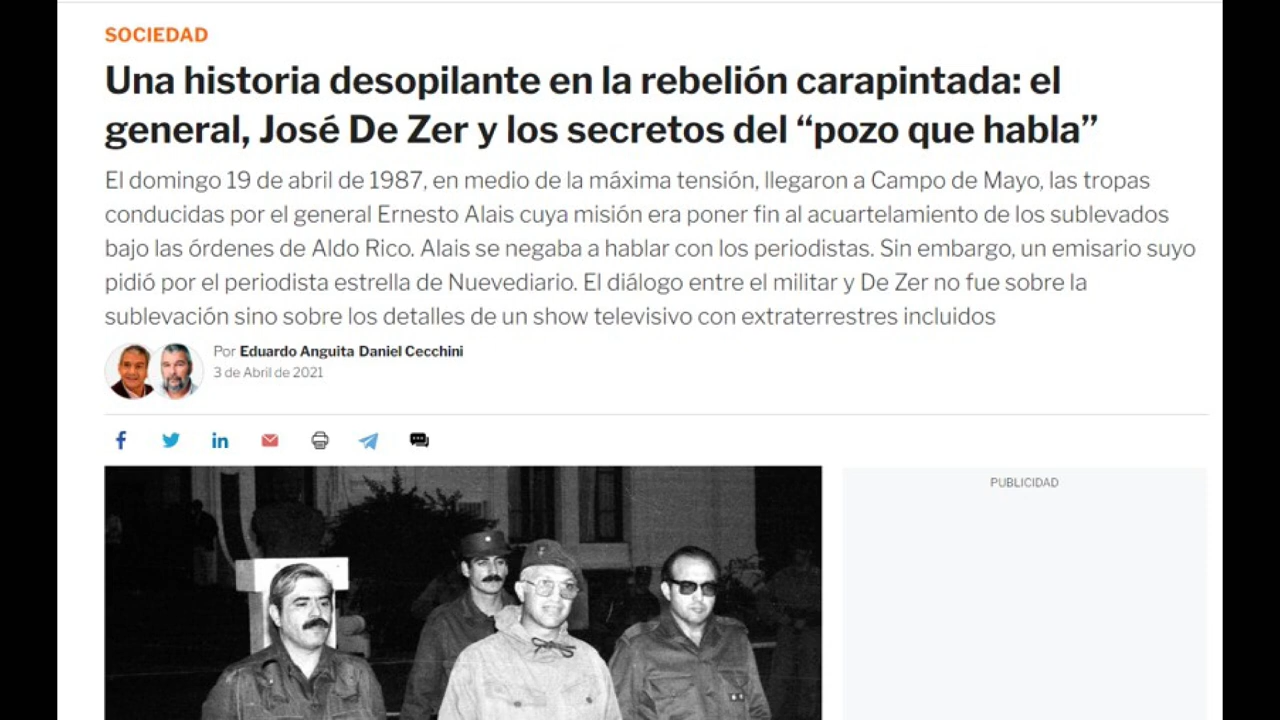 SOCIEDAD
Una historia desopilante en la rebelión carapintada: el
general, José De Zer y los secretos del “pozo que habla”
El domingo 19 de abril de 1987, en medio de la máxima tensión, llegaron a Campo de Mayo, las tropas
conducidas por el general Ernesto Alais cuya misión era poner fin al acuartelamiento de los sublevados
bajo las órdenes de Aldo Rico. Alais se negaba a hablar con los periodistas. Sin embargo, un emisario suyo
pidió por el periodista estrella de Nuevediario. El diálogo entre el militar y De Zer no fue sobre la
sublevación sino sobre los detalles de un show televisivo con extraterrestres incluidos
Por Eduardo Anguita Daniel Cecchini
3 de Abril de 2021
PUBLICIDAD